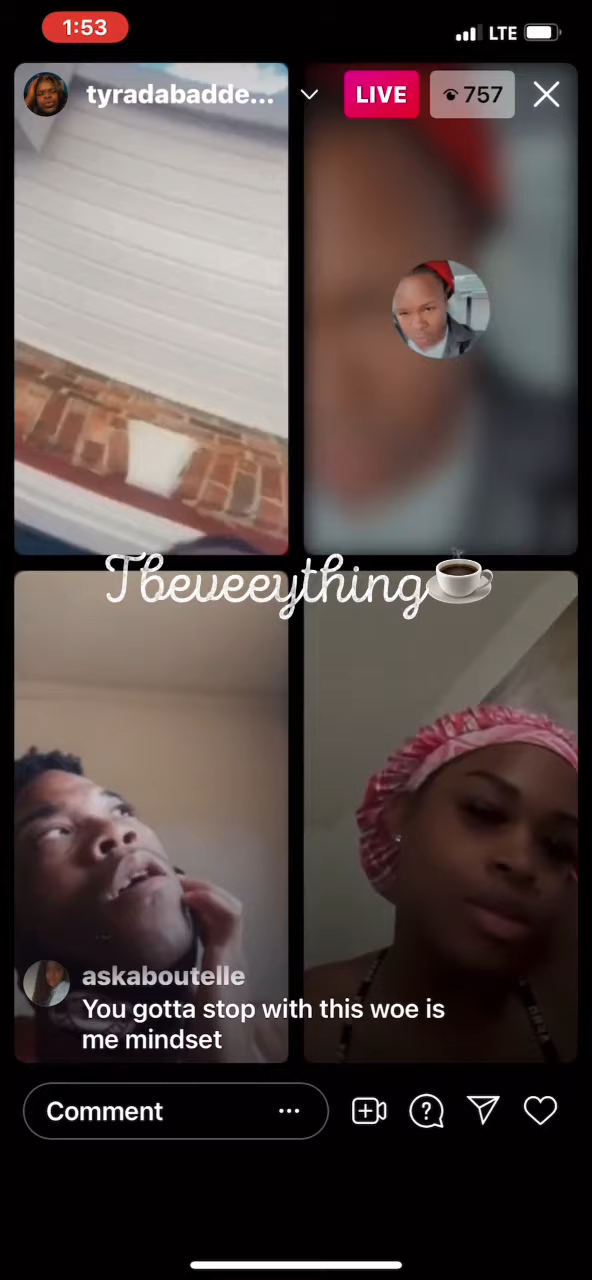 1:53
LTE
tyradabadde...
LIVE
757
Tbeveeything
askaboutelle
You gotta stop with this woe is
me mindset
Comment